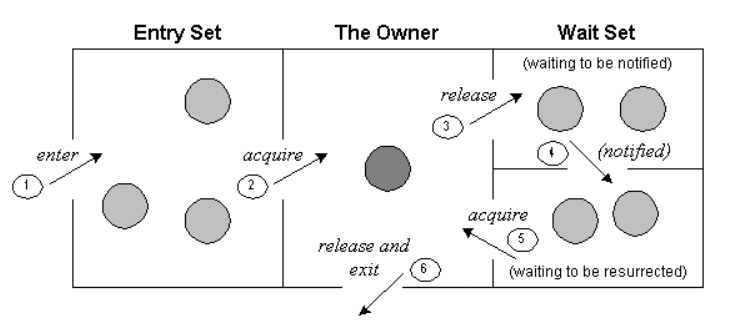 Entry Set
The Owner
Wait Set
(waiting to be notified)
release
3
enter
1
acquire
2
4
(notified)
acquire
5
release and
exit
6
(waiting to be resurrected)